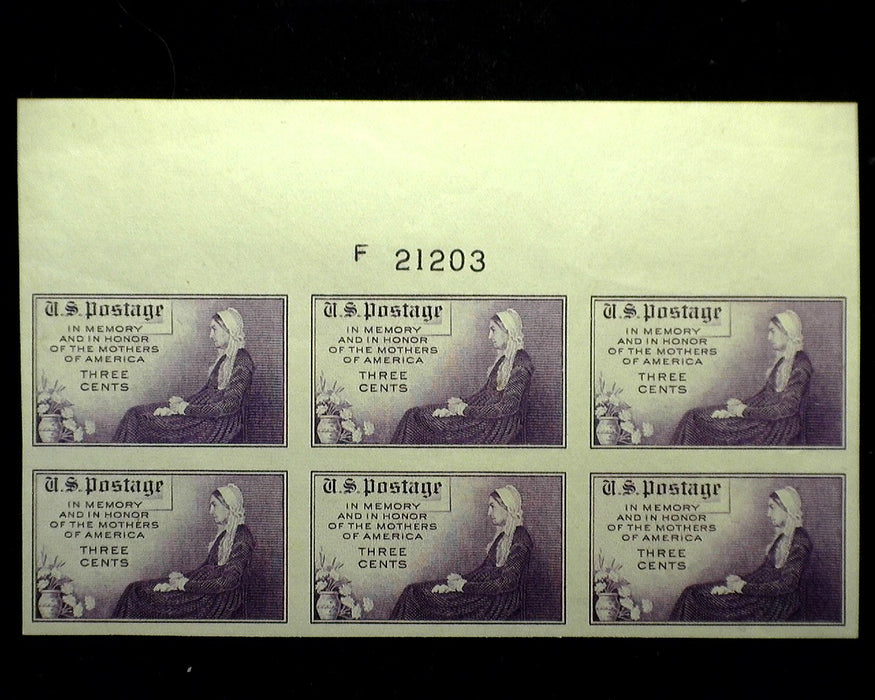 F 21203
U.S. Postage
IN MEMORY
AND IN HONOR
OF THE MOTHERS
OF AMERICA
THREE
CENTS
U.S. Postage
IN MEMORY
AND IN HONOR
OF THE MOTHERS
OF AMERICA
THREE
CENTS
U.S. Postage
IN MEMORY
AND IN HONOR
OF THE MOTHERS
OF AMERICA
THREE
CENTS
U.S. Postage
IN MEMORY
AND IN HONOR
OF THE MOTHERS
OF AMERICA
THREE
CENTS
U.S. Postage
IN MEMORY
AND IN HONOR
OF THE MOTHERS
OF AMERICA
THREE
CENTS
U.S. Postage
IN MEMORY
AND IN HONOR
OF THE MOTHERS
OF AMERICA
THREE
CENTS